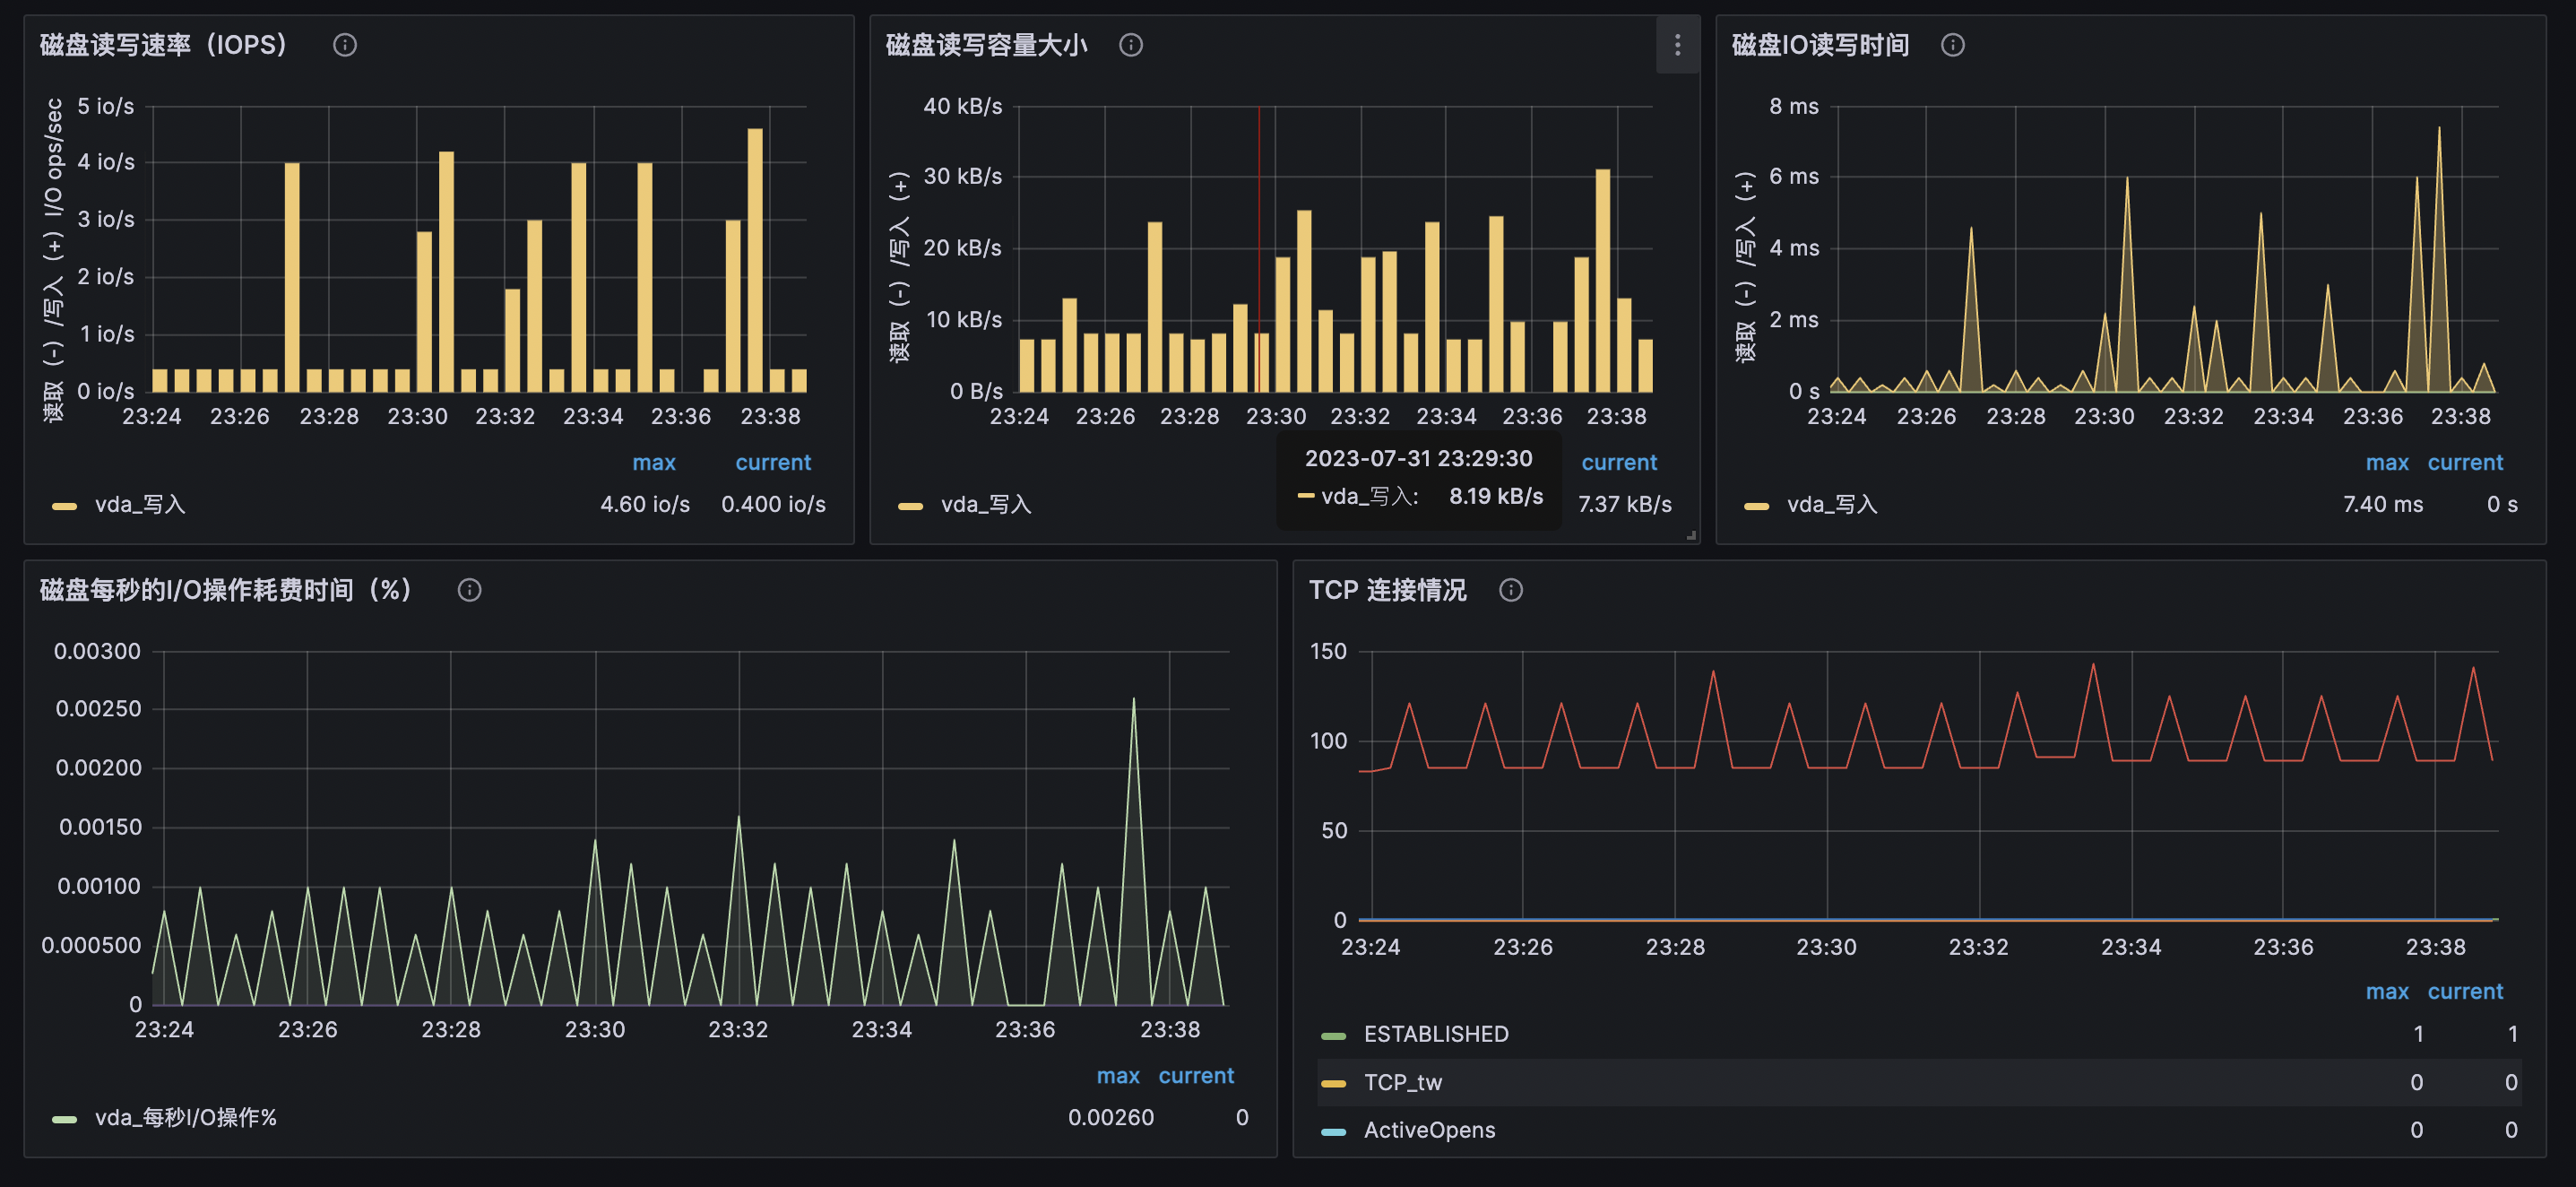 磁盘读写速率（IOPS）
读取（-）/写入（+）I/O ops/sec
5 io/s
4 io/s
3 io/s
2 io/s
1 io/s
0 io/s
23:24 23:26 23:28 23:30 23:32 23:34 23:36 23:38
max current
vda_写入 4.60 io/s 0.400 io/s
磁盘读写容量大小
读取（-）/写入（+）
40 kB/s
30 kB/s
20 kB/s
10 kB/s
0 B/s
23:24 23:26 23:28 23:30 23:32 23:34 23:36 23:38
2023-07-31 23:29:30
vda_写入: 8.19 kB/s
current
vda_写入 7.37 kB/s
磁盘IO读写时间
读取（-）/写入（+）
8 ms
6 ms
4 ms
2 ms
0 s
23:24 23:26 23:28 23:30 23:32 23:34 23:36 23:38
max current
vda_写入 7.40 ms 0 s
磁盘每秒的I/O操作耗费时间（%）
0.00300
0.00250
0.00200
0.00150
0.00100
0.000500
0
23:24 23:26 23:28 23:30 23:32 23:34 23:36 23:38
max current
vda_每秒I/O操作% 0.00260 0
TCP 连接情况
150
100
50
0
23:24 23:26 23:28 23:30 23:32 23:34 23:36 23:38
max current
ESTABLISHED 1 1
TCP_tw 0 0
ActiveOpens 0 0